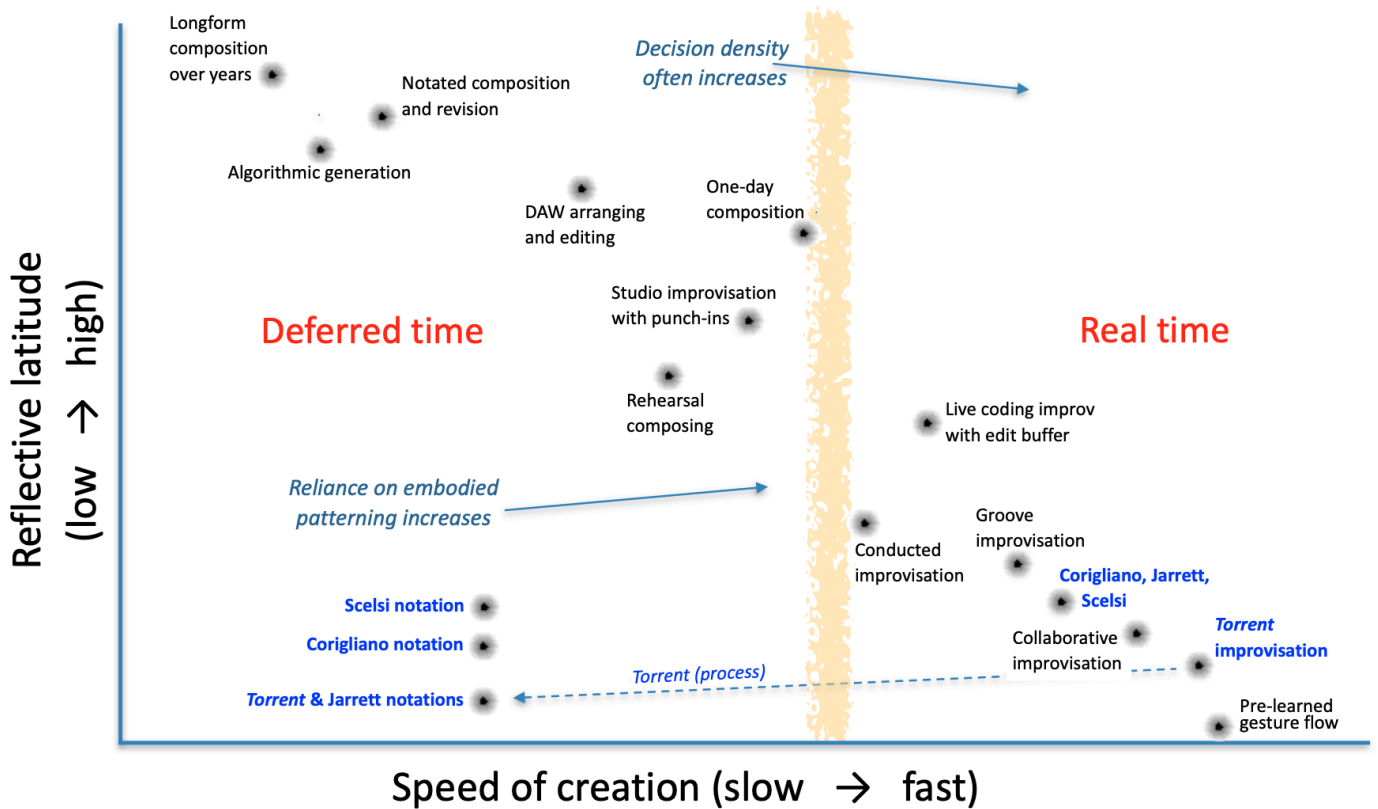 Longform
composition
over years
Notated composition
and revision
Algorithmic generation
Decision density
often increases
DAW arranging
and editing
One-day
composition
Studio improvisation
with punch-ins
Deferred time
Real time
Rehearsal
composing
Live coding improv
with edit buffer
Reliance on embodied
patterning increases
Conducted
improvisation
Groove
improvisation
Corigliano, Jarrett,
Scelsi
Scelsi notation
Corigliano notation
Torrent & Jarrett notations
Torrent (process)
Collaborative
improvisation
Torrent
improvisation
Pre-learned
gesture flow
Reflective latitude
(low → high)
Speed of creation (slow → fast)